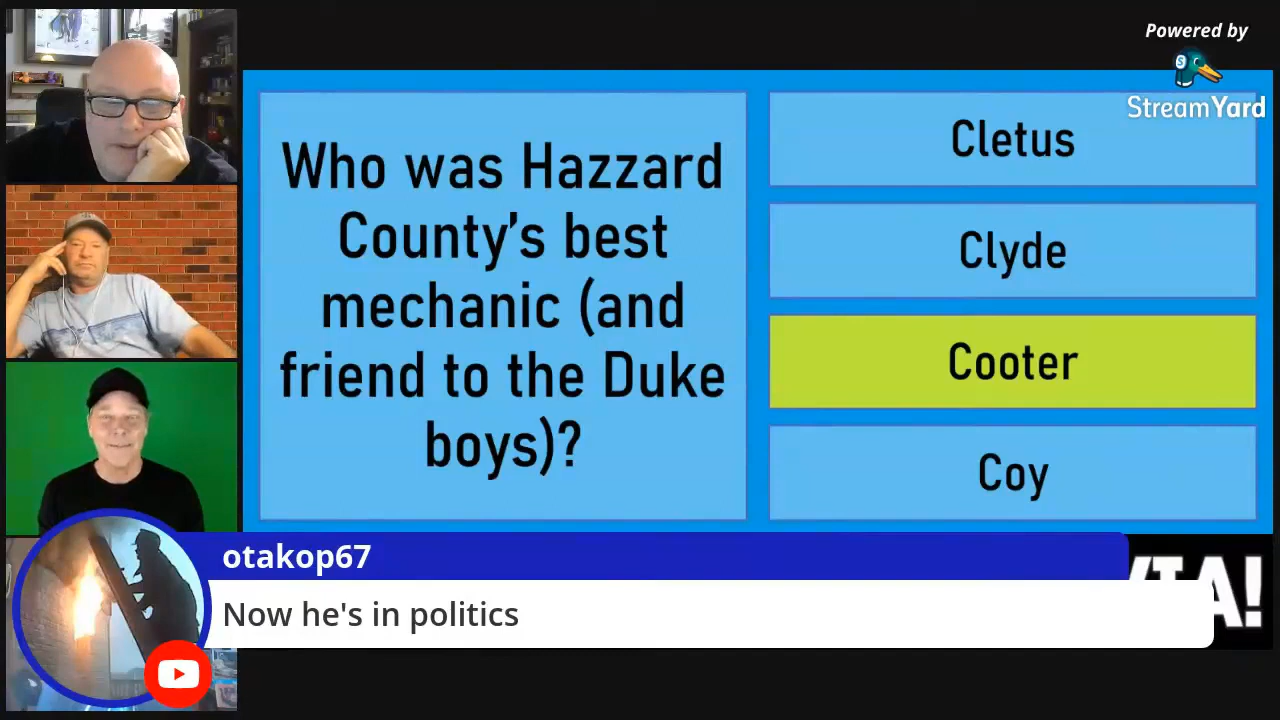 Powered by
StreamYard
Who was Hazzard
County’s best
mechanic (and
friend to the Duke
boys)?
Cletus
Clyde
Cooter
Coy
otakop67
Now he's in politics